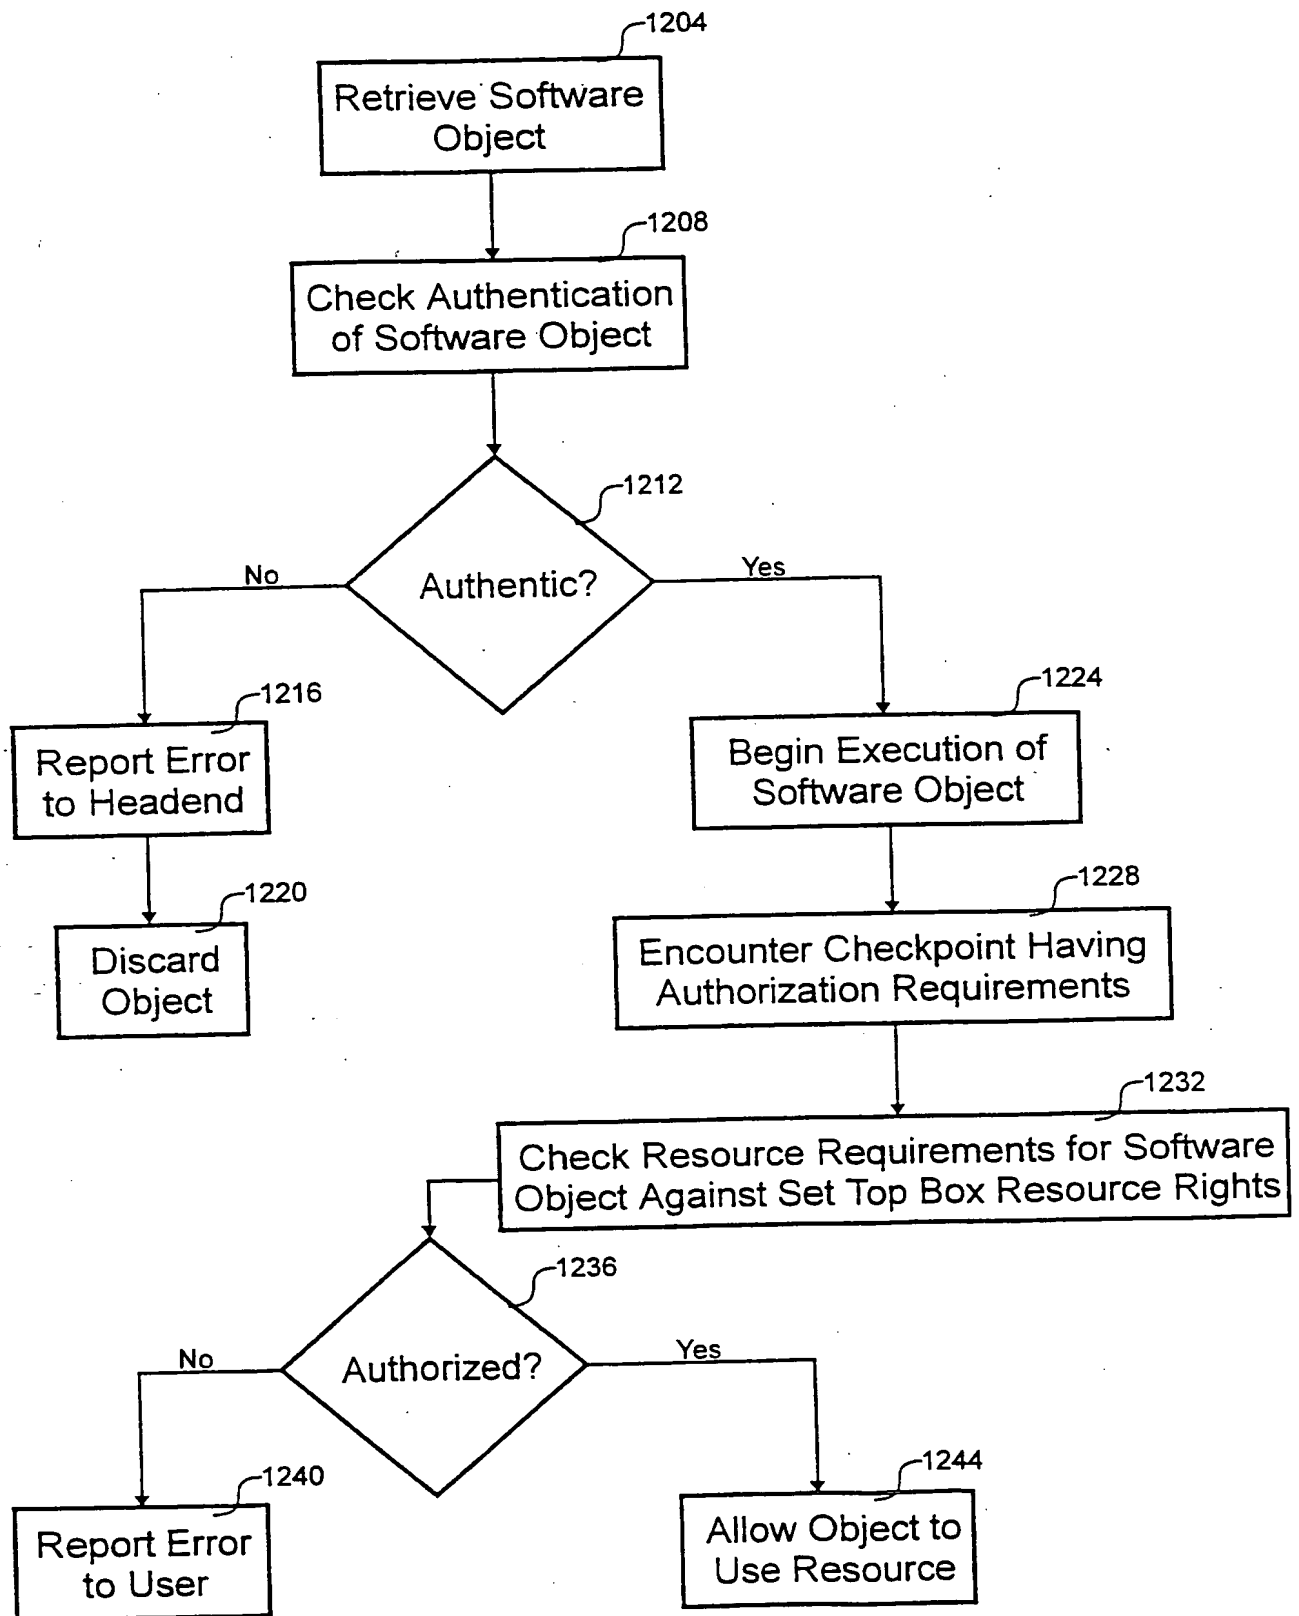 1204
Retrieve Software
Object
1208
Check Authentication
of Software Object
1212
Authentic?
No
Yes
1216
Report Error
to Headend
1224
Begin Execution of
Software Object
1220
Discard
Object
1228
Encounter Checkpoint Having
Authorization Requirements
1232
Check Resource Requirements for Software
Object Against Set Top Box Resource Rights
1236
Authorized?
No
Yes
1240
Report Error
to User
1244
Allow Object to
Use Resource